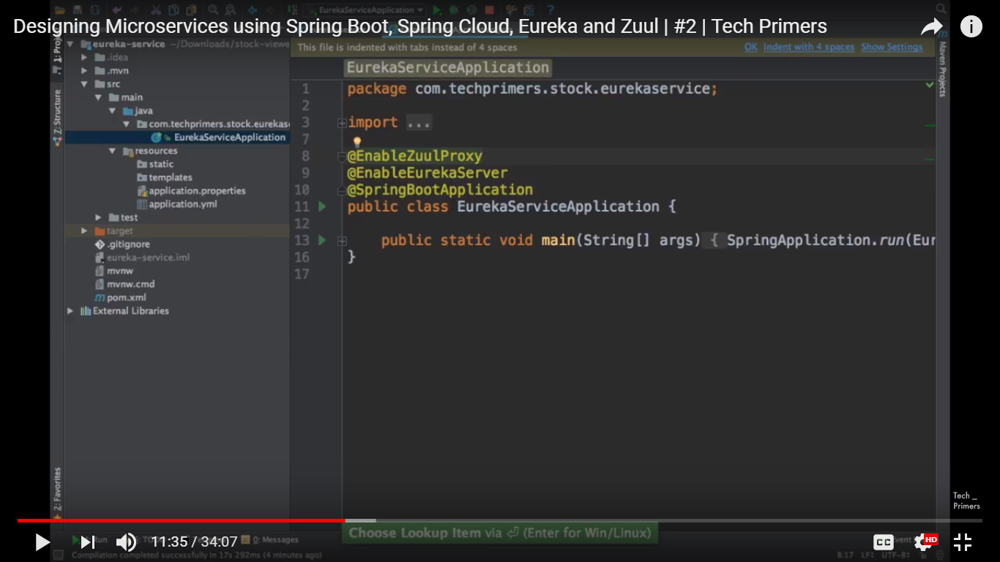 EurekaServiceApplication
Designing Microservices using Spring Boot, Spring Cloud, Eureka and Zuul | #2 | Tech Primers
eureka-service ~/Downloads/stock-viewe
This file is indented with tabs instead of 4 spaces
OK Indent with 4 spaces Show Settings
.idea
.mvn
src
main
java
com.techprimers.stock.eurekas
EurekaServiceApplication
resources
static
templates
application.properties
application.yml
test
target
.gitignore
eureka-service.iml
mvnw
mvnw.cmd
pom.xml
External Libraries
Z: Structure
2: Favorites
Maven Projects
EurekaServiceApplication
1 package com.techprimers.stock.eurekaservice;
2
3 import ...
7
8 @EnableZuulProxy
9 @EnableEurekaServer
10 @SpringBootApplication
11 public class EurekaServiceApplication {
12
13 public static void main(String[] args) { SpringApplication.run(Eur
16 }
17
Tech _
Primers
Choose Lookup Item via ⏎ (Enter for Win/Linux)
11:35 / 34:07
0: Messages
CC
HD
Compilation completed successfully in 17s 292ms (4 minutes ago)
8:17 LF÷ UTF-8÷